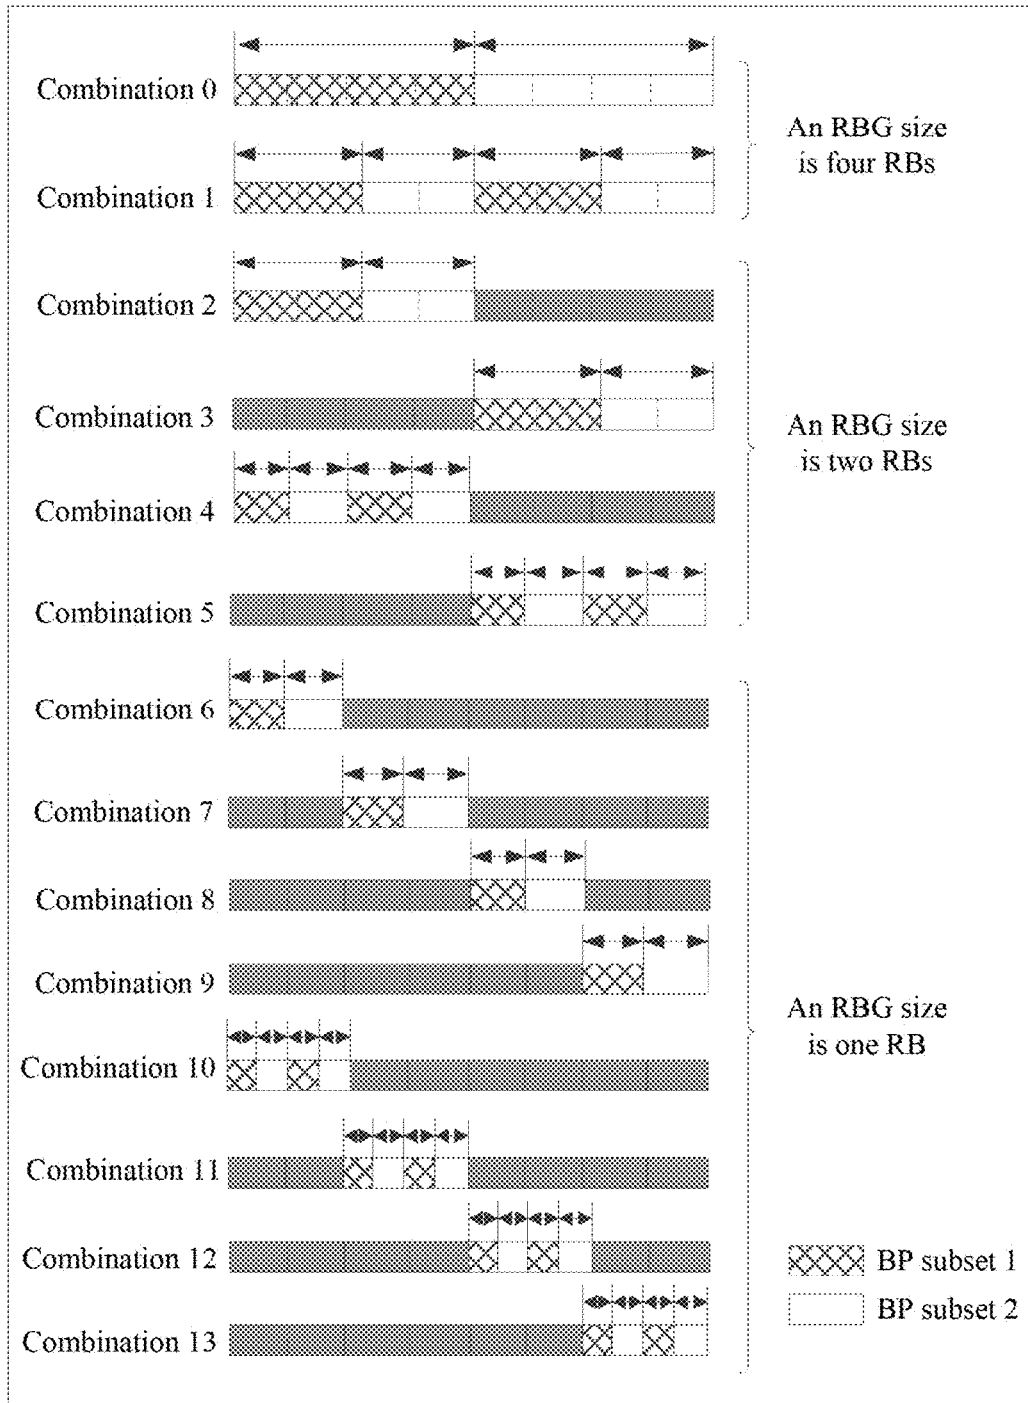 Combination 0
An RBG size
is four RBs
Combination 1
Combination 2
Combination 3
An RBG size
is two RBs
Combination 4
Combination 5
Combination 6
Combination 7
Combination 8
Combination 9
An RBG size
is one RB
Combination 10
Combination 11
Combination 12
BP subset 1
BP subset 2
Combination 13